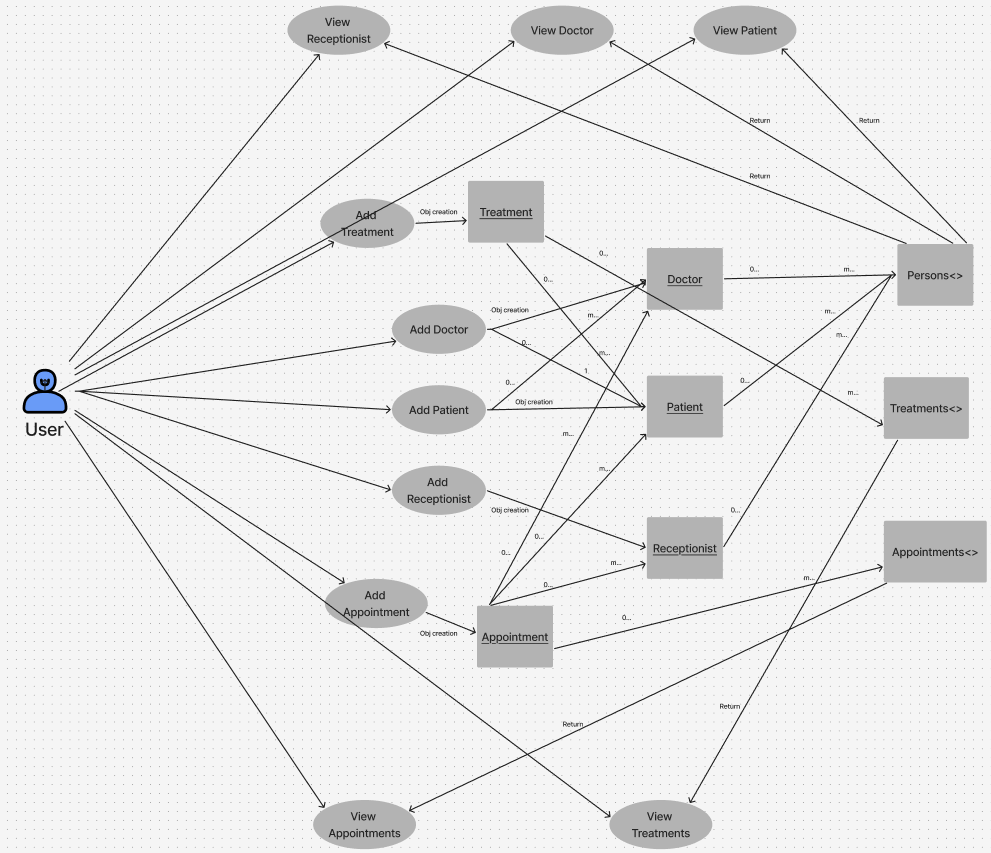 View
Receptionist
View Doctor
View Patient
Return
Return
Return
Add
Treatment
Obj creation
Treatment
0...
0...
Doctor
0...
m...
Persons<>
Obj creation
m...
m...
Add Doctor
0...
m...
m...
1
0...
0...
Add Patient
Obj creation
Patient
m...
Treatments<>
User
m...
m...
Add
Receptionist
Obj creation
0...
0...
0...
Receptionist
Appointments<>
m...
0...
m...
Add
Appointment
Obj creation
Appointment
0...
Return
Return
View
Appointments
View
Treatments